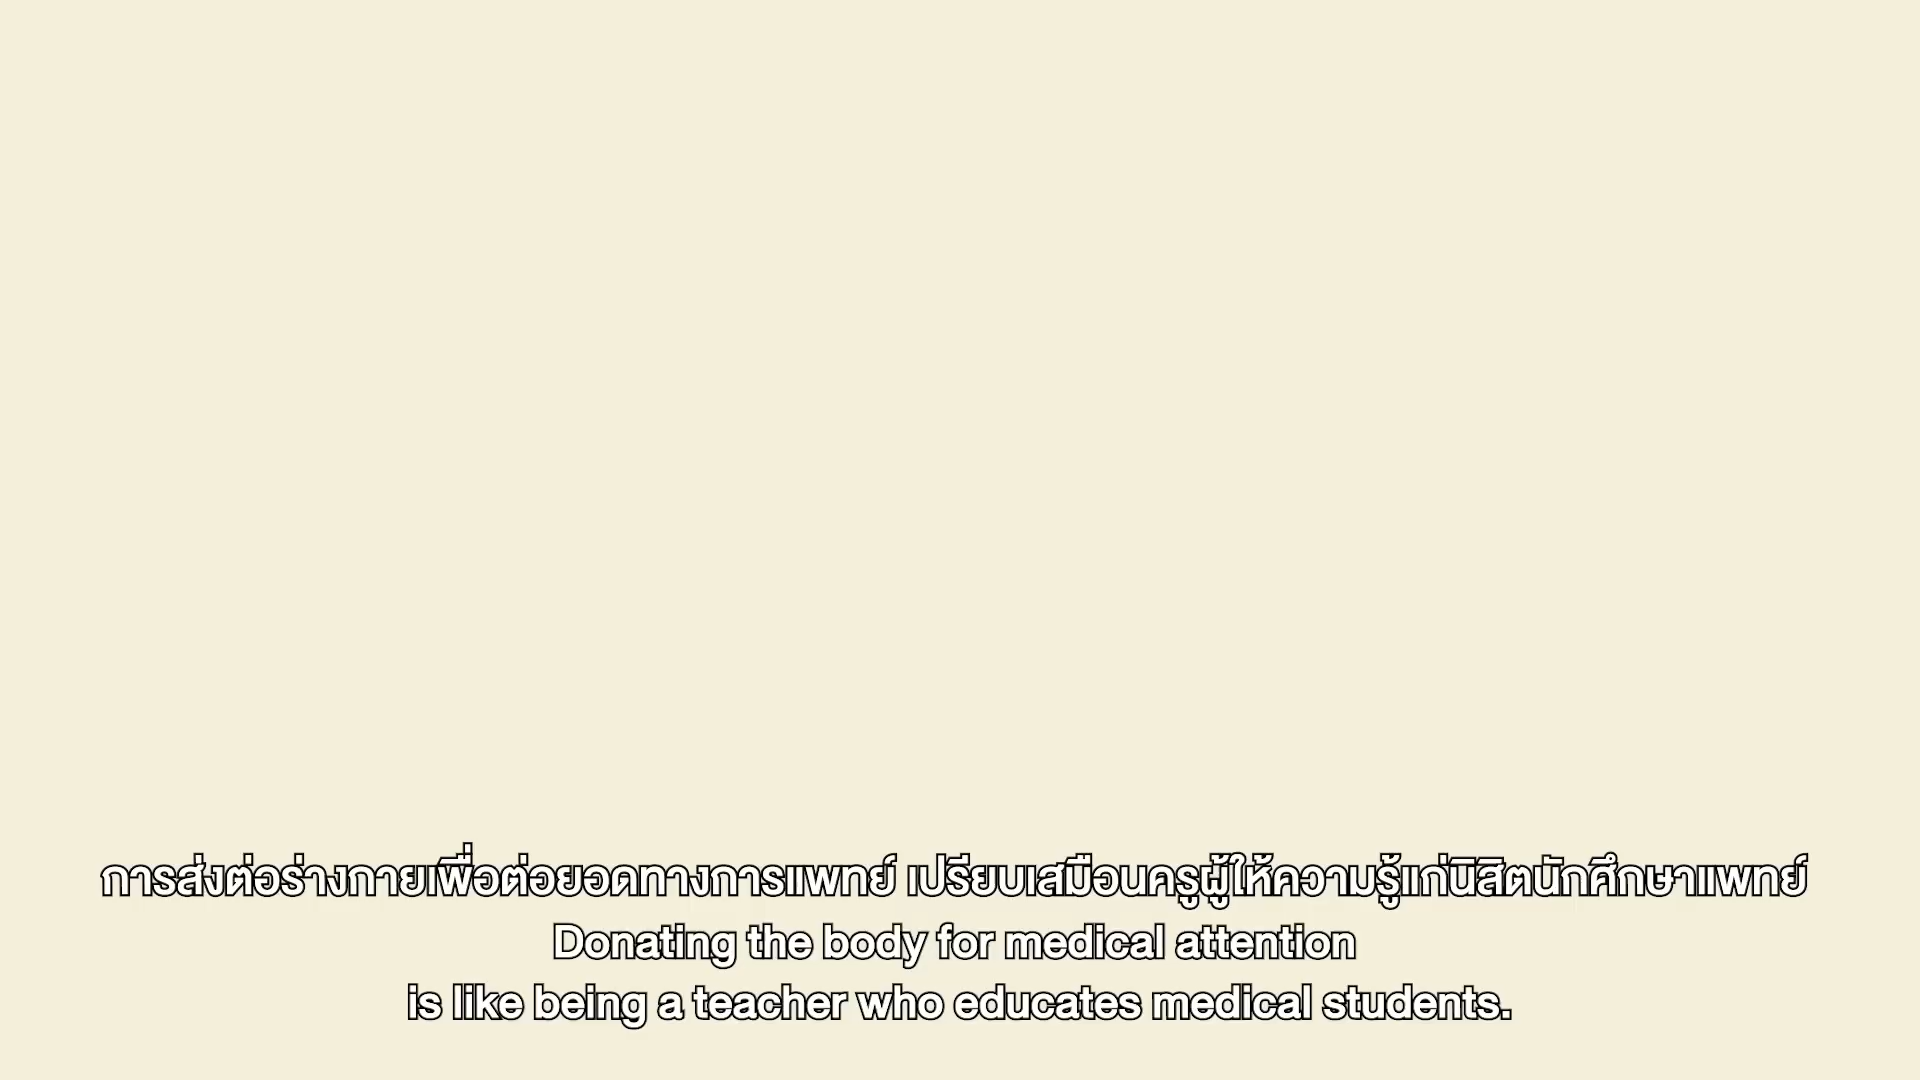 การส่งต่อร่างกายเพื่อต่อยอดทางการแพทย์ เปรียบเสมือนครูผู้ให้ความรู้แก่นิสิตนักศึกษาแพทย์
Donating the body for medical attention
is like being a teacher who educates medical students.